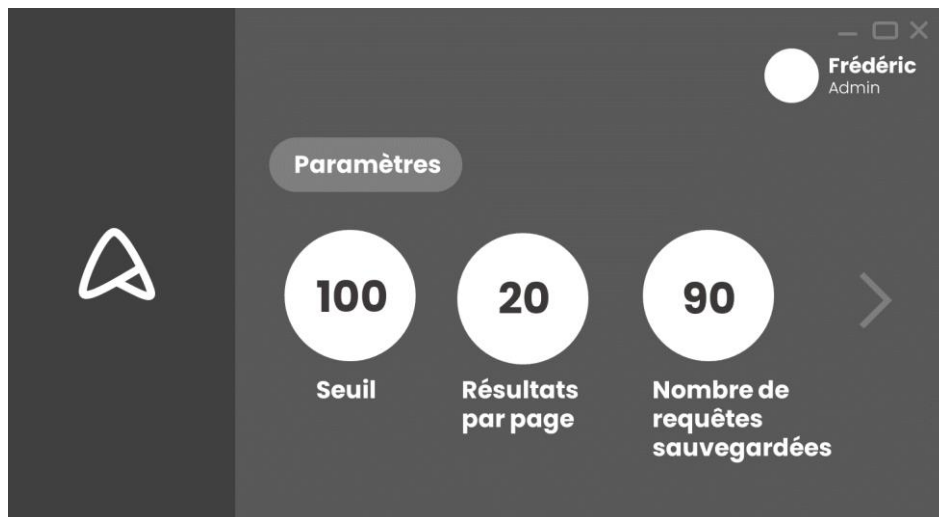 Frédéric
Admin
Paramètres
100
20
90
Seuil
Résultats
par page
Nombre de
requêtes
sauvegardées